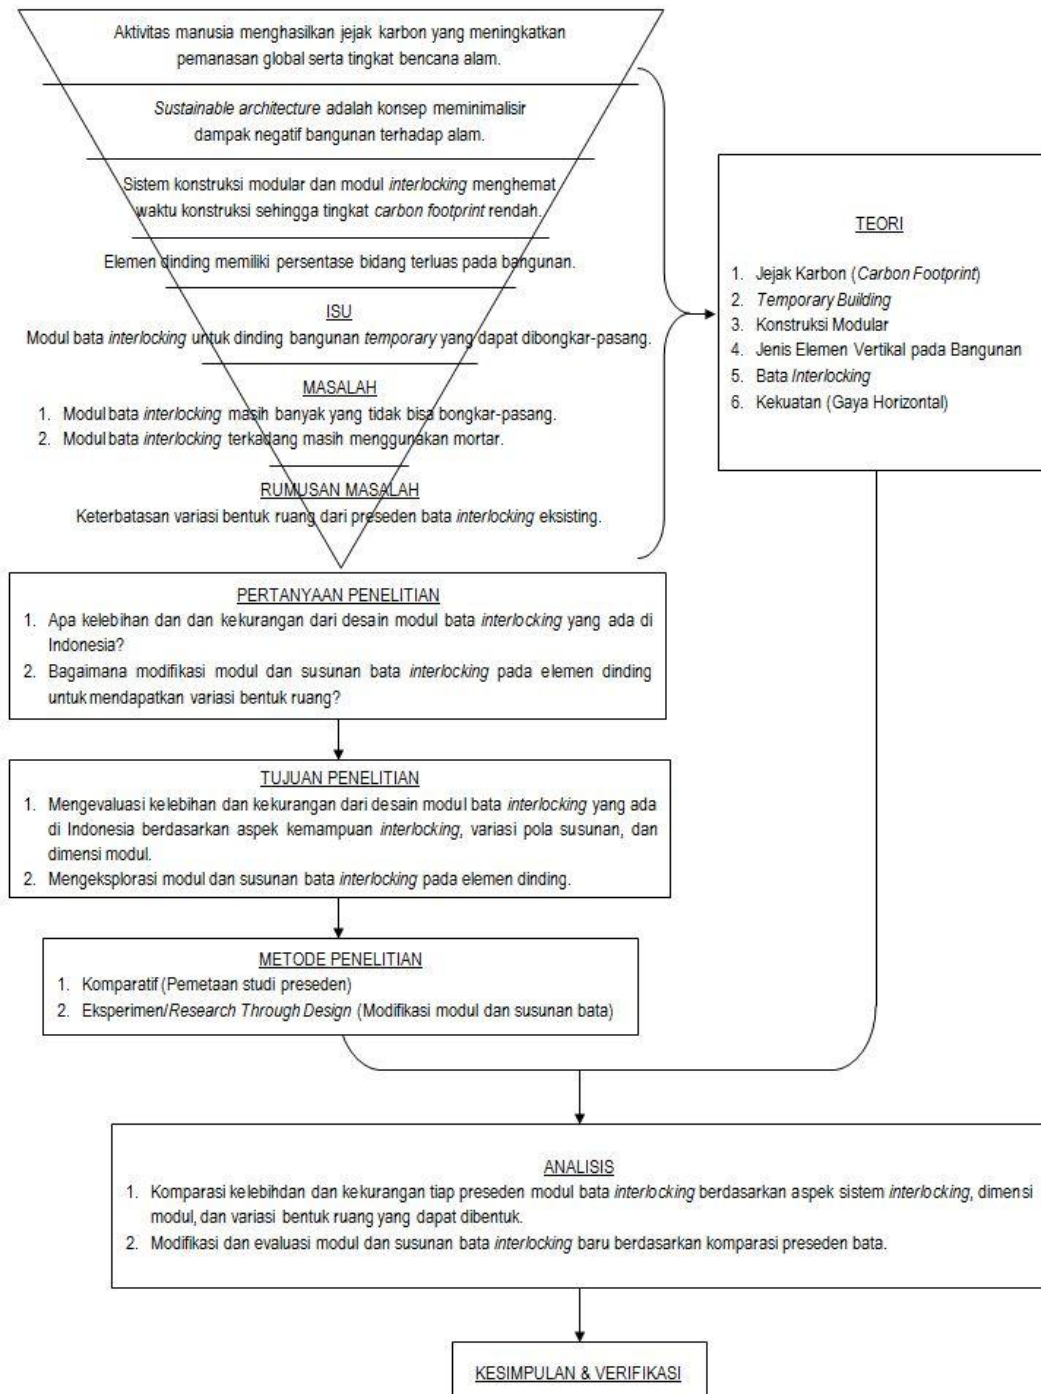 Aktivitas manusia menghasilkan jejak karbon yang meningkatkan
pemanasan global serta tingkat bencana alam.
Sustainable architecture adalah konsep meminimalisir
dampak negatif bangunan terhadap alam.
Sistem konstruksi modular dan modul interlocking menghemat
waktu konstruksi sehingga tingkat carbon footprint rendah.
Elemen dinding memiliki persentase bidang terluas pada bangunan.
ISU
Modul bata interlocking untuk dinding bangunan temporary yang dapat dibongkar-pasang.
MASALAH
1. Modul bata interlocking masih banyak yang tidak bisa bongkar-pasang.
2. Modul bata interlocking terkadang masih menggunakan mortar.
RUMUSAN MASALAH
Keterbatasan variasi bentuk ruang dari preseden bata interlocking eksisting.
TEORI
1. Jejak Karbon (Carbon Footprint)
2. Temporary Building
3. Konstruksi Modular
4. Jenis Elemen Vertikal pada Bangunan
5. Bata Interlocking
6. Kekuatan (Gaya Horizontal)
PERTANYAAN PENELITIAN
1. Apa kelebihan dan dan kekurangan dari desain modul bata interlocking yang ada di
Indonesia?
2. Bagaimana modifikasi modul dan susunan bata interlocking pada elemen dinding
untuk mendapatkan variasi bentuk ruang?
TUJUAN PENELITIAN
1. Mengevaluasi kelebihan dan kekurangan dari desain modul bata interlocking yang ada
di Indonesia berdasarkan aspek kemampuan interlocking, variasi pola susunan, dan
dimensi modul.
2. Mengeksplorasi modul dan susunan bata interlocking pada elemen dinding.
METODE PENELITIAN
1. Komparatif (Pemetaan studi preseden)
2. Eksperimen/Research Through Design (Modifikasi modul dan susunan bata)
ANALISIS
1. Komparasi kelebihdan dan kekurangan tiap preseden modul bata interlocking berdasarkan aspek sistem interlocking, dimensi
modul, dan variasi bentuk ruang yang dapat dibentuk.
2. Modifikasi dan evaluasi modul dan susunan bata interlocking baru berdasarkan komparasi preseden bata.
KESIMPULAN & VERIFIKASI